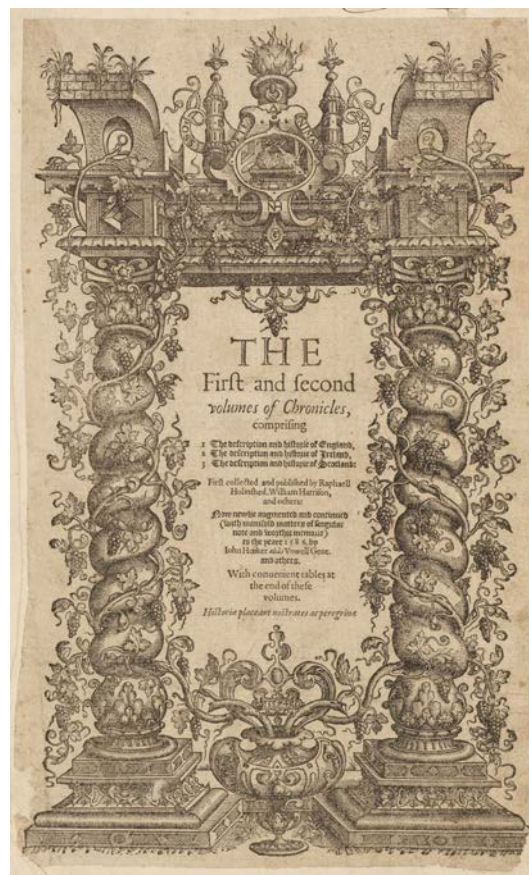 THE
First and second
volumes of Chronicles,
comprising
1 The description and historie of England,
2 The description and historie of Ireland,
3 The description and historie of Scotland:
First collected and published by Raphaell
Holinshed, William Harrison,
and others:
Now newlie augmented and continued
(with manifold matters of singular
note and worthie memorie)
to the yeare 1586. by
Iohn Hooker aliàs Vowell Gent.
and others.
With conuenient tables at
the end of these
volumes.
Historiæ placeant nostrates ac peregrinæ